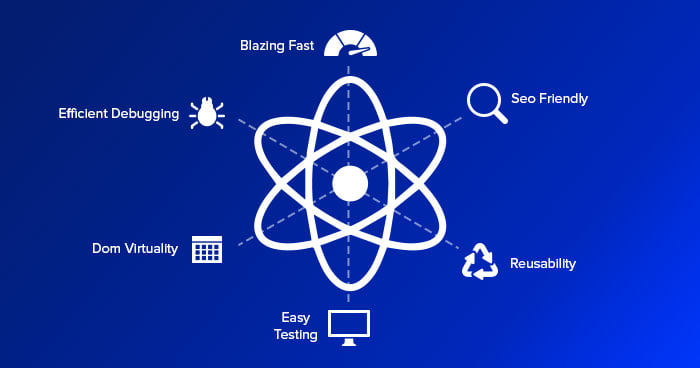 Blazing Fast
Seo Friendly
Efficient Debugging
Dom Virtuality
Reusability
Easy
Testing